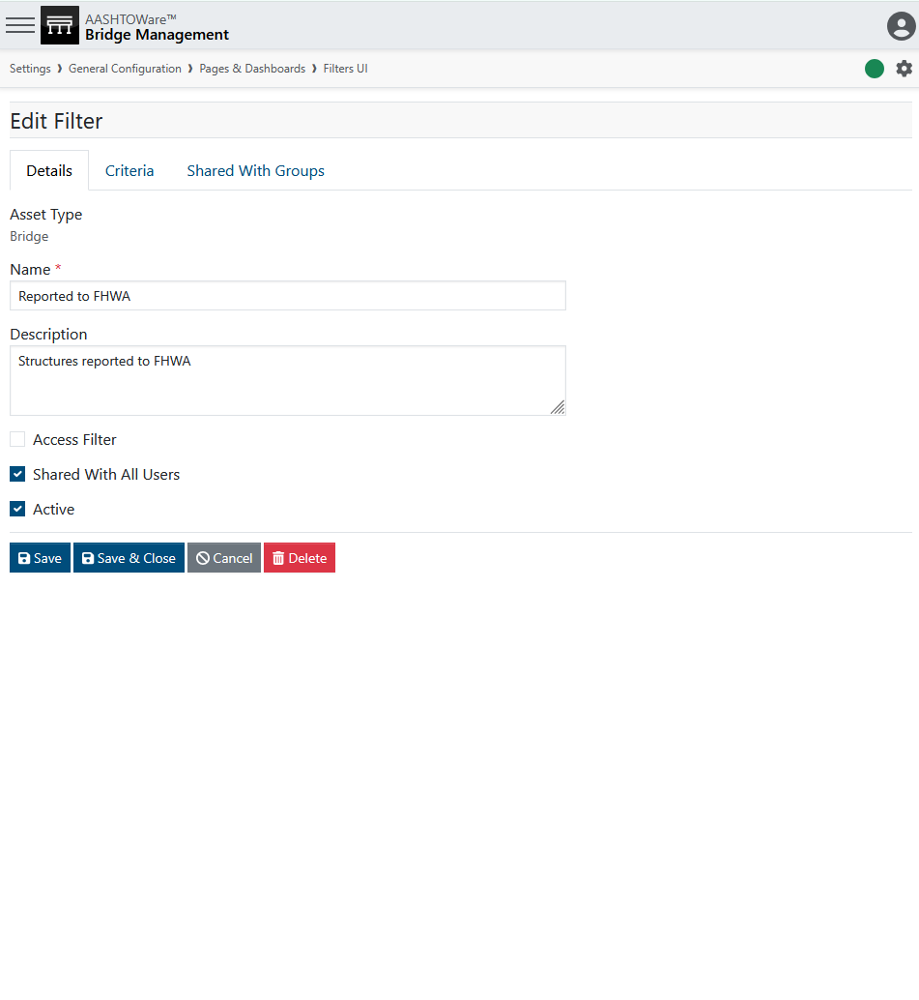 AASHTOWare™
Bridge Management
Settings ❯ General Configuration ❯ Pages & Dashboards ❯ Filters UI
Edit Filter
Details Criteria Shared With Groups
Asset Type
Bridge
Name *
Reported to FHWA
Description
Structures reported to FHWA
Access Filter
Shared With All Users
Active
Save Save & Close Cancel Delete